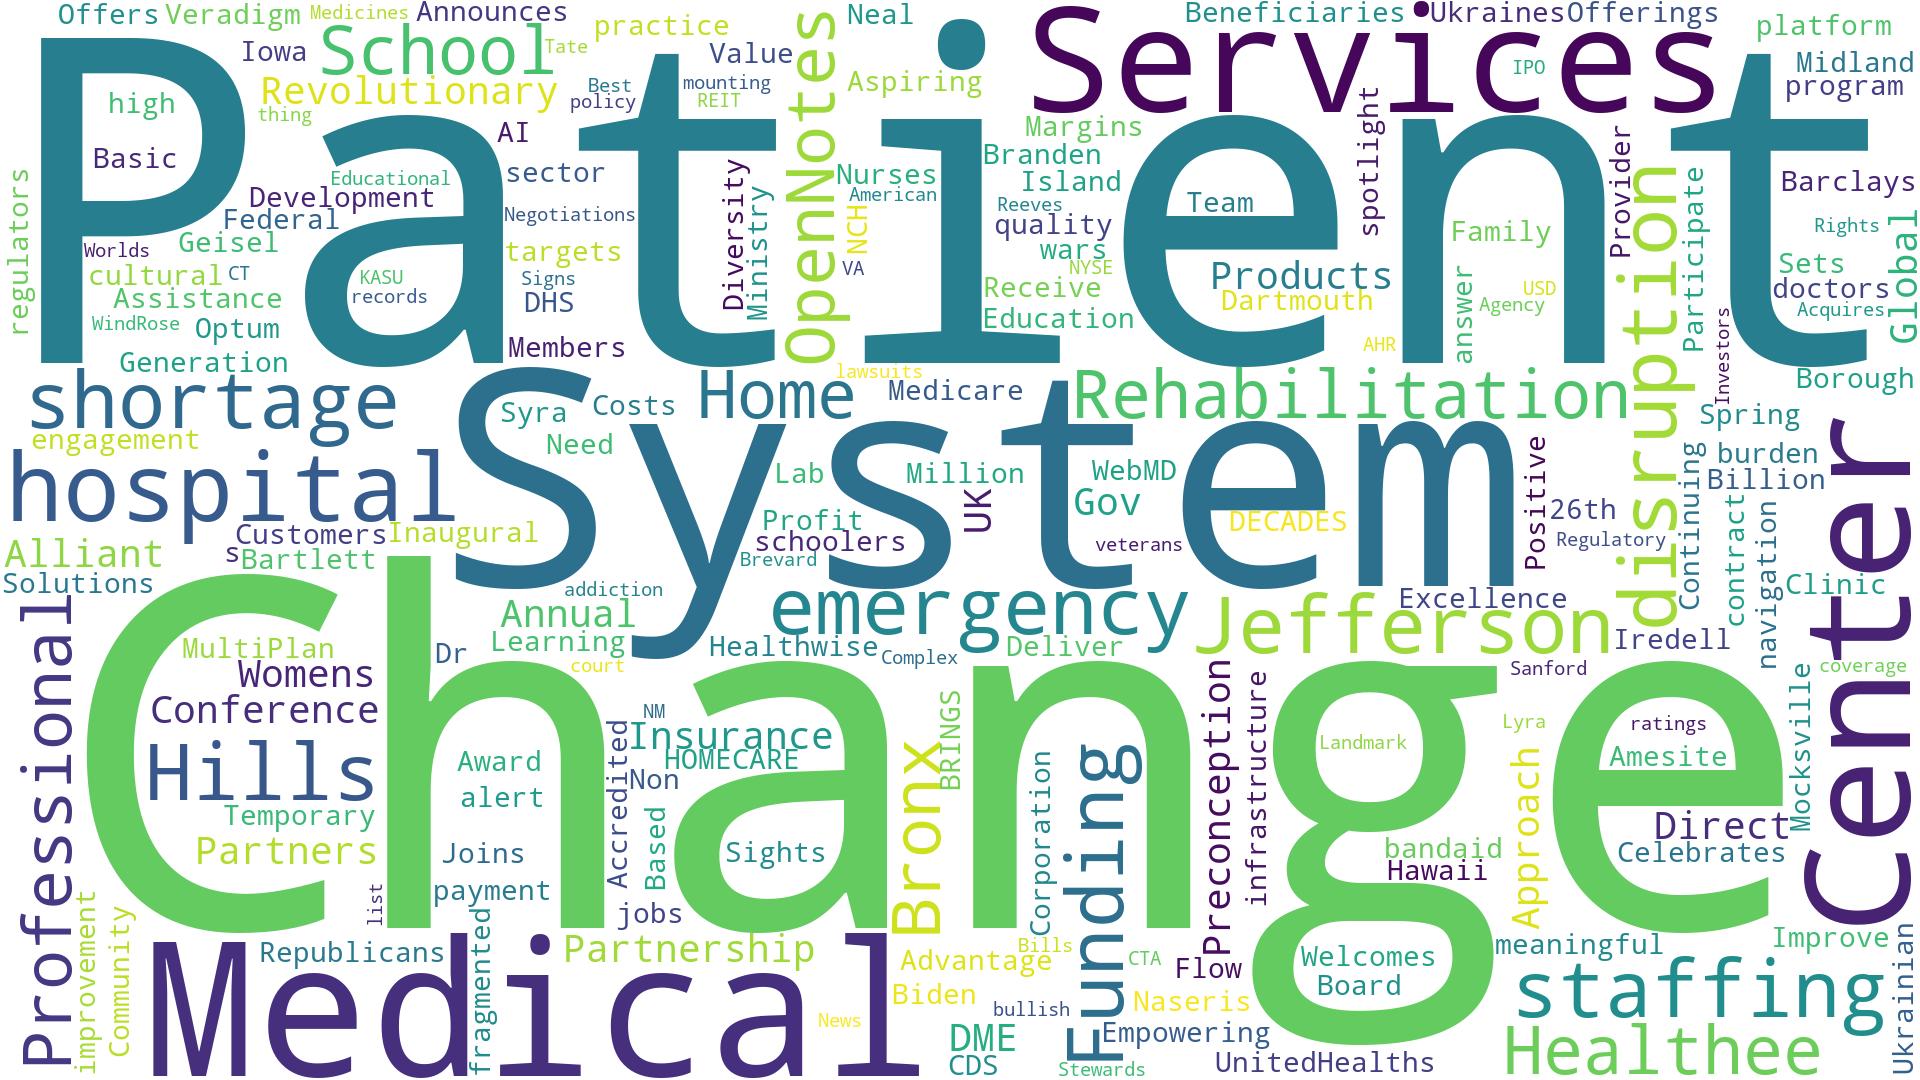 Offers Veradigm Medicines Announces practice Neal Beneficiaries Ukraines Offerings platform
Iowa School Tate Value OpenNotes Services IPO Midland
Patient
high Revolutionary thing Best policy mounting REIT Aspiring spotlight program
Basic AI Margins Provider
regulators Educational sector Diversity Nurses Branden Island Team disruption Participate Barclays
Development American Reeves
Federal Negotiations Ministry NCH quality Family Rights Global
Worlds Geisel targets wars Products answer Sets
cultural CT KASU Signs VA NYSE USD doctors
Assistance records DHS Receive Dartmouth Agency Acquires
WindRose Optum Education Investors
Generation Members AHR
shortage lawsuits Medicare Rehabilitation Borough
System
Home
engagement Syra Costs Spring
Need burden
hospital Lab Million WebMD Positive Continuing Billion Center
UK Gov contract
Customers Inaugural Profit DECADES 26th navigation
Alliant s Bartlett schoolers veterans Regulatory
Solutions Brevard Clinic
Change
Professional addiction emergency Excellence
Annual Jefferson
MultiPlan Dr Learning Healthwise Deliver Iredell
Womens court Complex Sanford coverage
Conference NM BRINGS Preconception infrastructure Lyra ratings Mocksville
Hills Accredited Insurance Landmark Approach
Award HOMECARE Bronx Corporation Funding Amesite
alert Non
Temporary Based Direct
Partners Joins Sights bandaid Celebrates
list payment Hawaii
improvement Community jobs
Medical
Republicans fragmented Partnership Advantage Bills CTA Flow Welcomes meaningful Improve Ukrainian
Biden Naseris Board staffing
News bullish
DME Empowering
CDS Stewards UnitedHealths Healthee